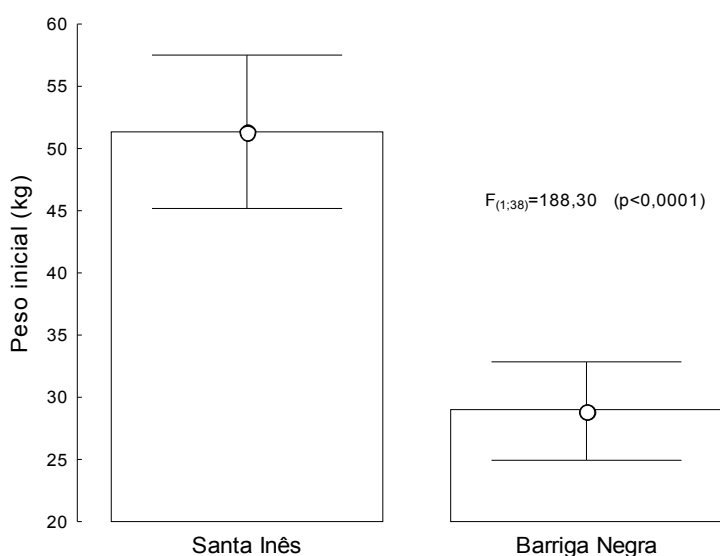 60
55
50
45
40
35
30
25
20
Peso inicial (kg)
F(1;38)=188,30 (p<0,0001)
Santa Inês
Barriga Negra